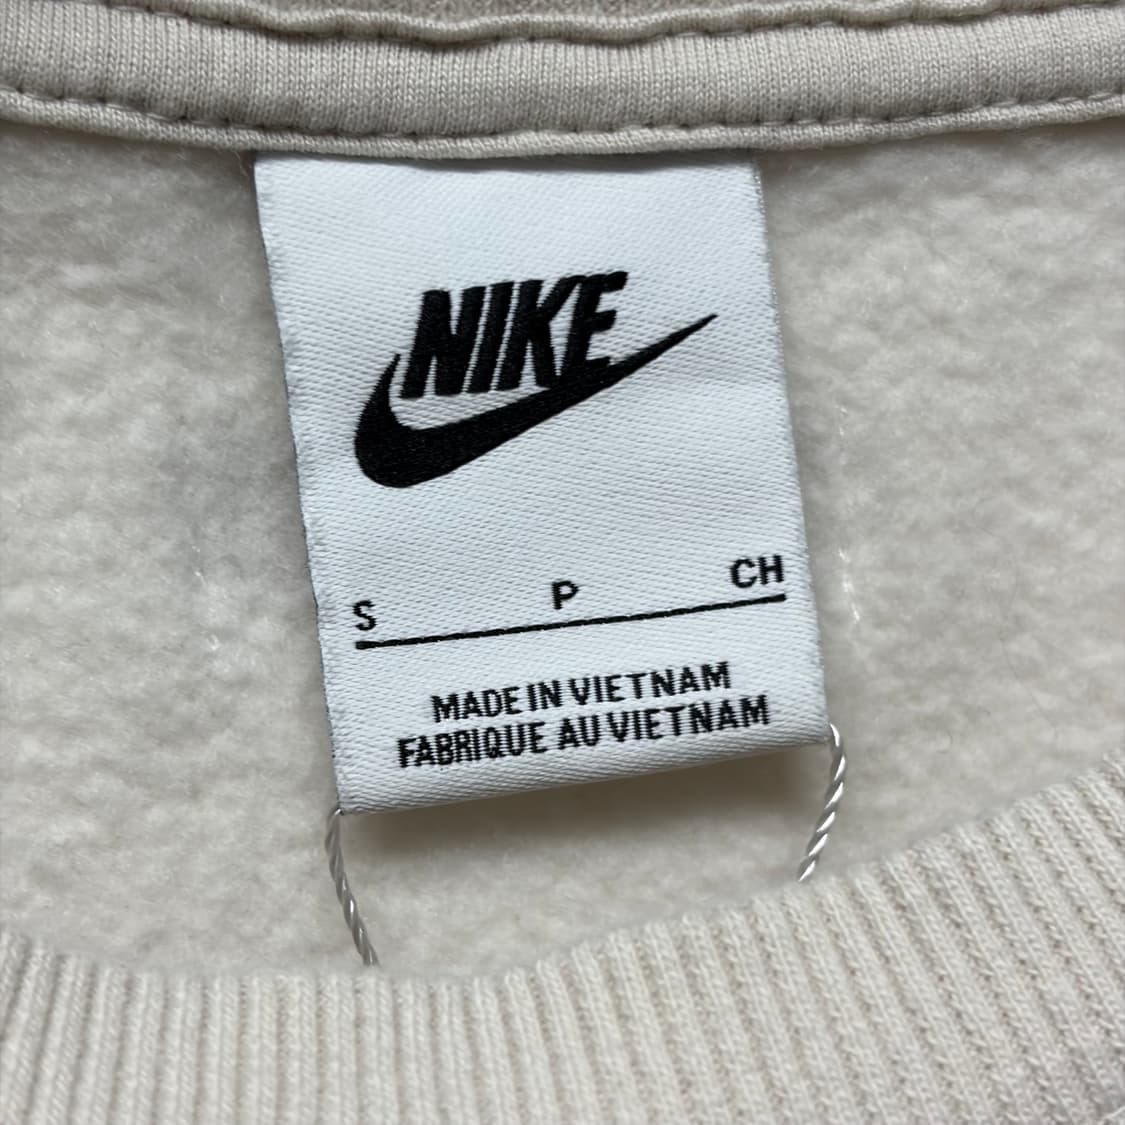 NIKE
S P CH
MADE IN VIETNAM
FABRIQUE AU VIETNAM